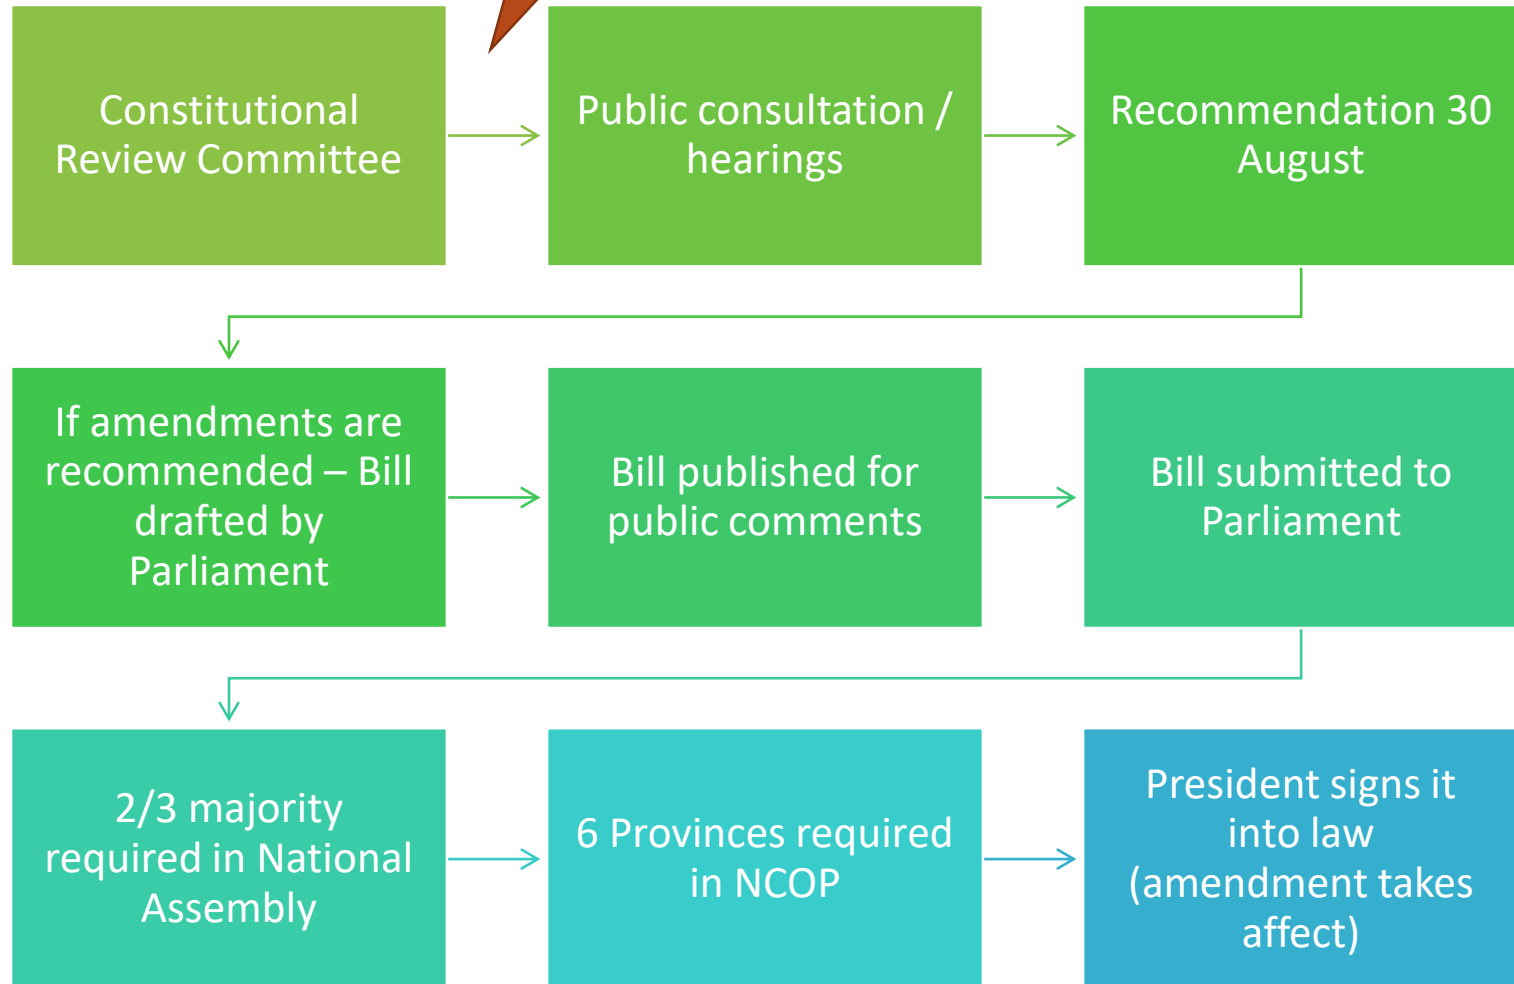 Constitutional
Review Committee
Public consultation /
hearings
Recommendation 30
August
If amendments are
recommended – Bill
drafted by
Parliament
Bill published for
public comments
Bill submitted to
Parliament
2/3 majority
required in National
Assembly
6 Provinces required
in NCOP
President signs it
into law
(amendment takes
affect)